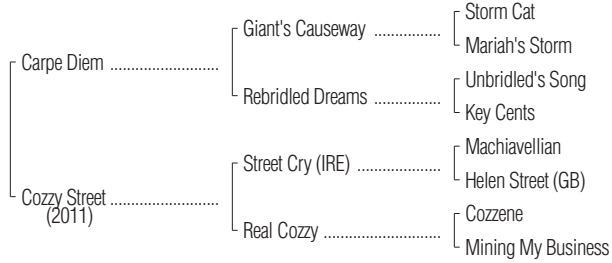 Storm Cat
Giant's Causeway ................
Mariah's Storm
Carpe Diem ..........................
Unbridled's Song
Rebridled Dreams ................
Key Cents
Machiavellian
Street Cry (IRE) ....................
Helen Street (GB)
Cozzy Street ..........................
(2011)
Cozzene
Real Cozzy ............................
Mining My Business